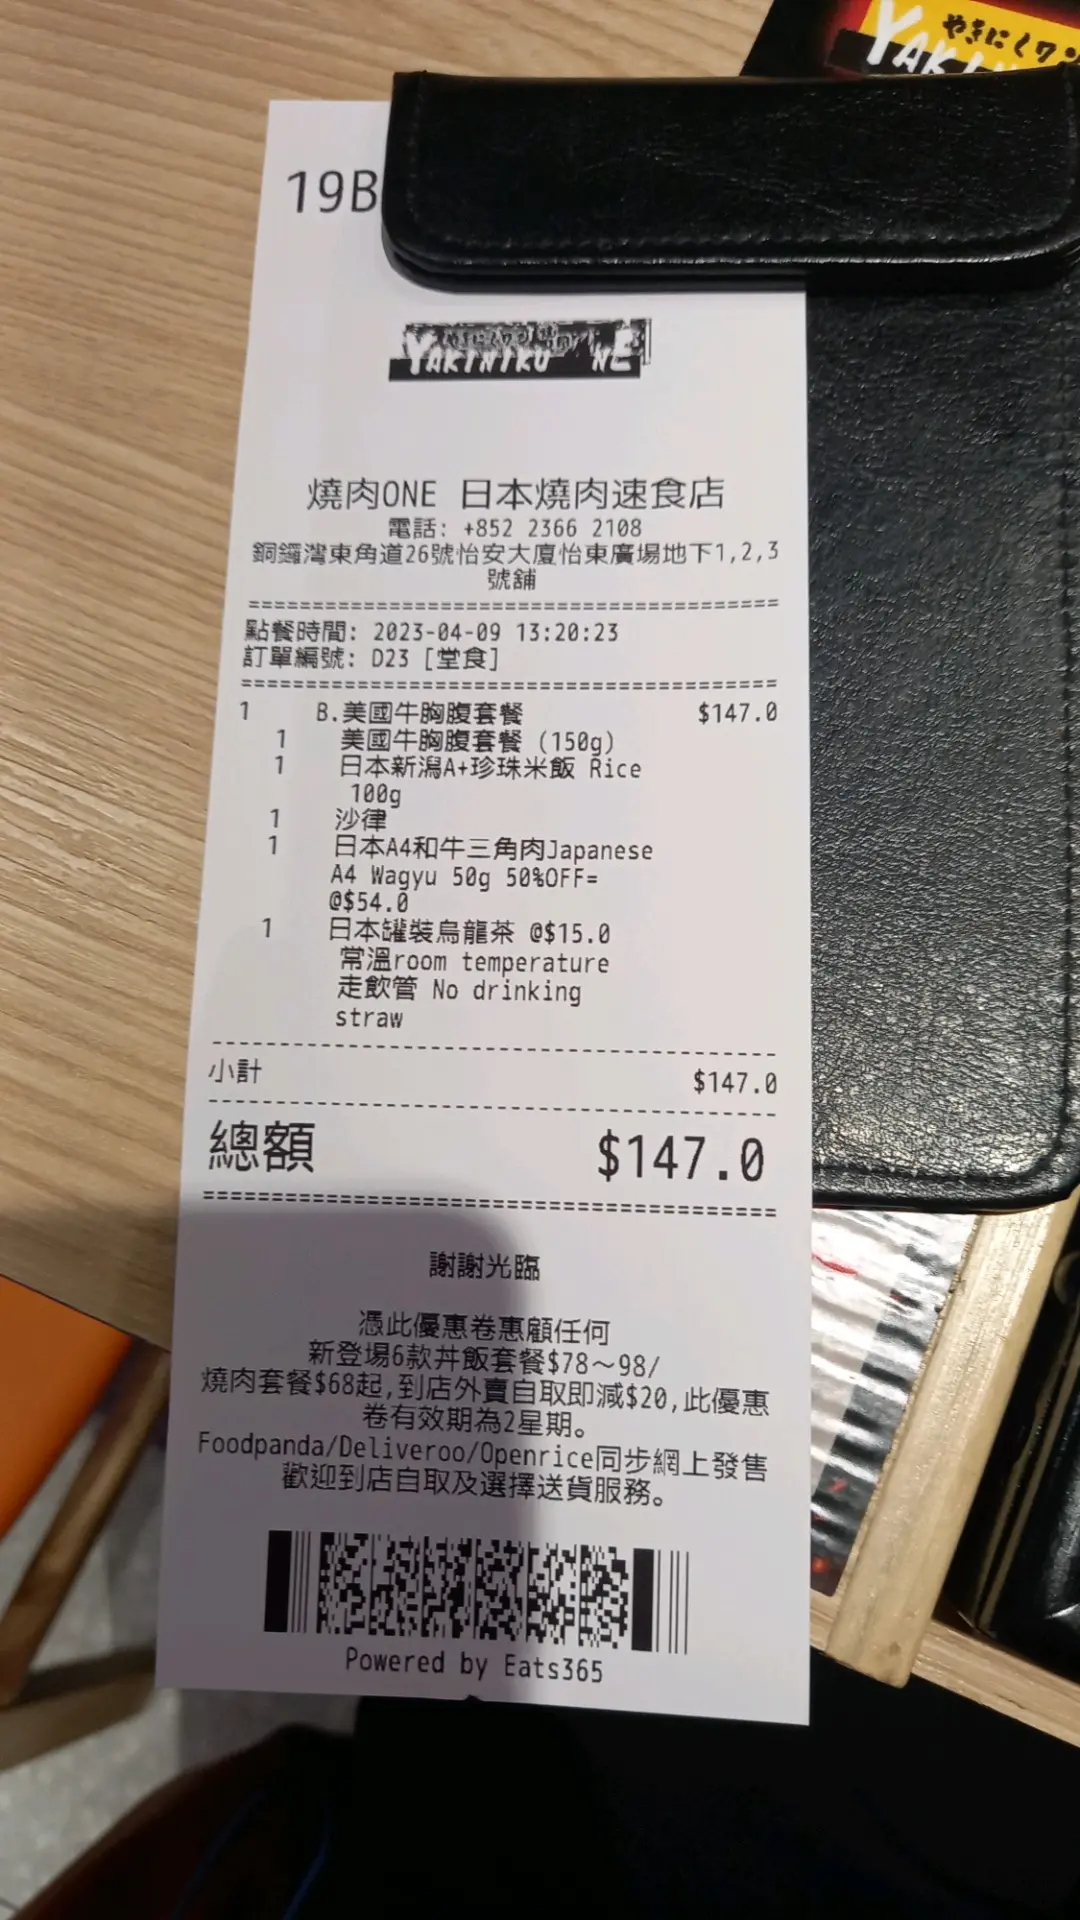 やきにくワン
YAKI
19B
YAKINIKU NE
燒肉ONE 日本燒肉速食店
電話: +852 2366 2108
銅鑼灣東角道26號怡安大廈怡東廣場地下1,2,3
號舖
點餐時間: 2023-04-09 13:20:23
訂單編號: D23 [堂食]
1 B.美國牛胸腹套餐 $147.0
1 美國牛胸腹套餐 (150g)
1 日本新潟A+珍珠米飯 Rice
100g
1 沙律
1 日本A4和牛三角肉Japanese
A4 Wagyu 50g 50%OFF=
@$54.0
1 日本罐裝烏龍茶 @$15.0
常溫room temperature
走飲管 No drinking
straw
小計 $147.0
總額 $147.0
謝謝光臨
憑此優惠卷惠顧任何
新登場6款丼飯套餐$78～98/
燒肉套餐$68起,到店外賣自取即減$20,此優惠
卷有效期為2星期。
Foodpanda/Deliveroo/Openrice同步網上發售
歡迎到店自取及選擇送貨服務。
Powered by Eats365